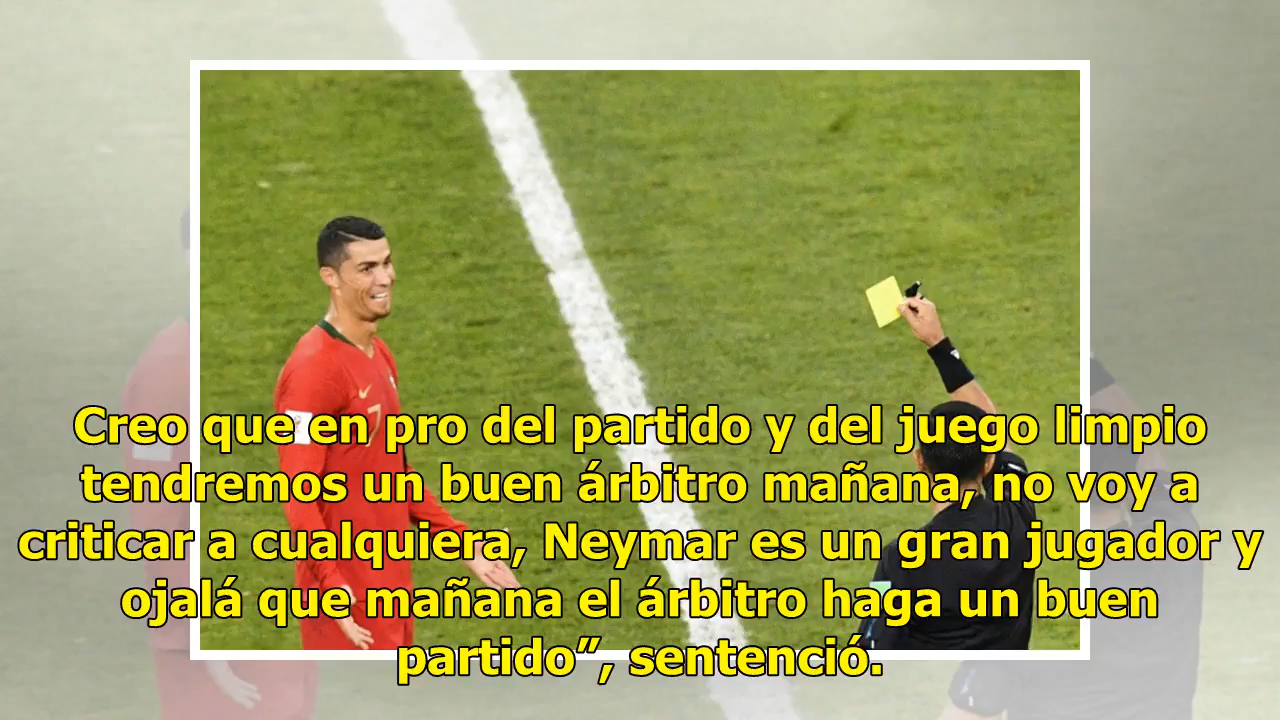 Creo que en pro del partido y del juego limpio
tendremos un buen árbitro mañana, no voy a
criticar a cualquiera, Neymar es un gran jugador y
ojalá que mañana el árbitro haga un buen
partido”, sentenció.
7